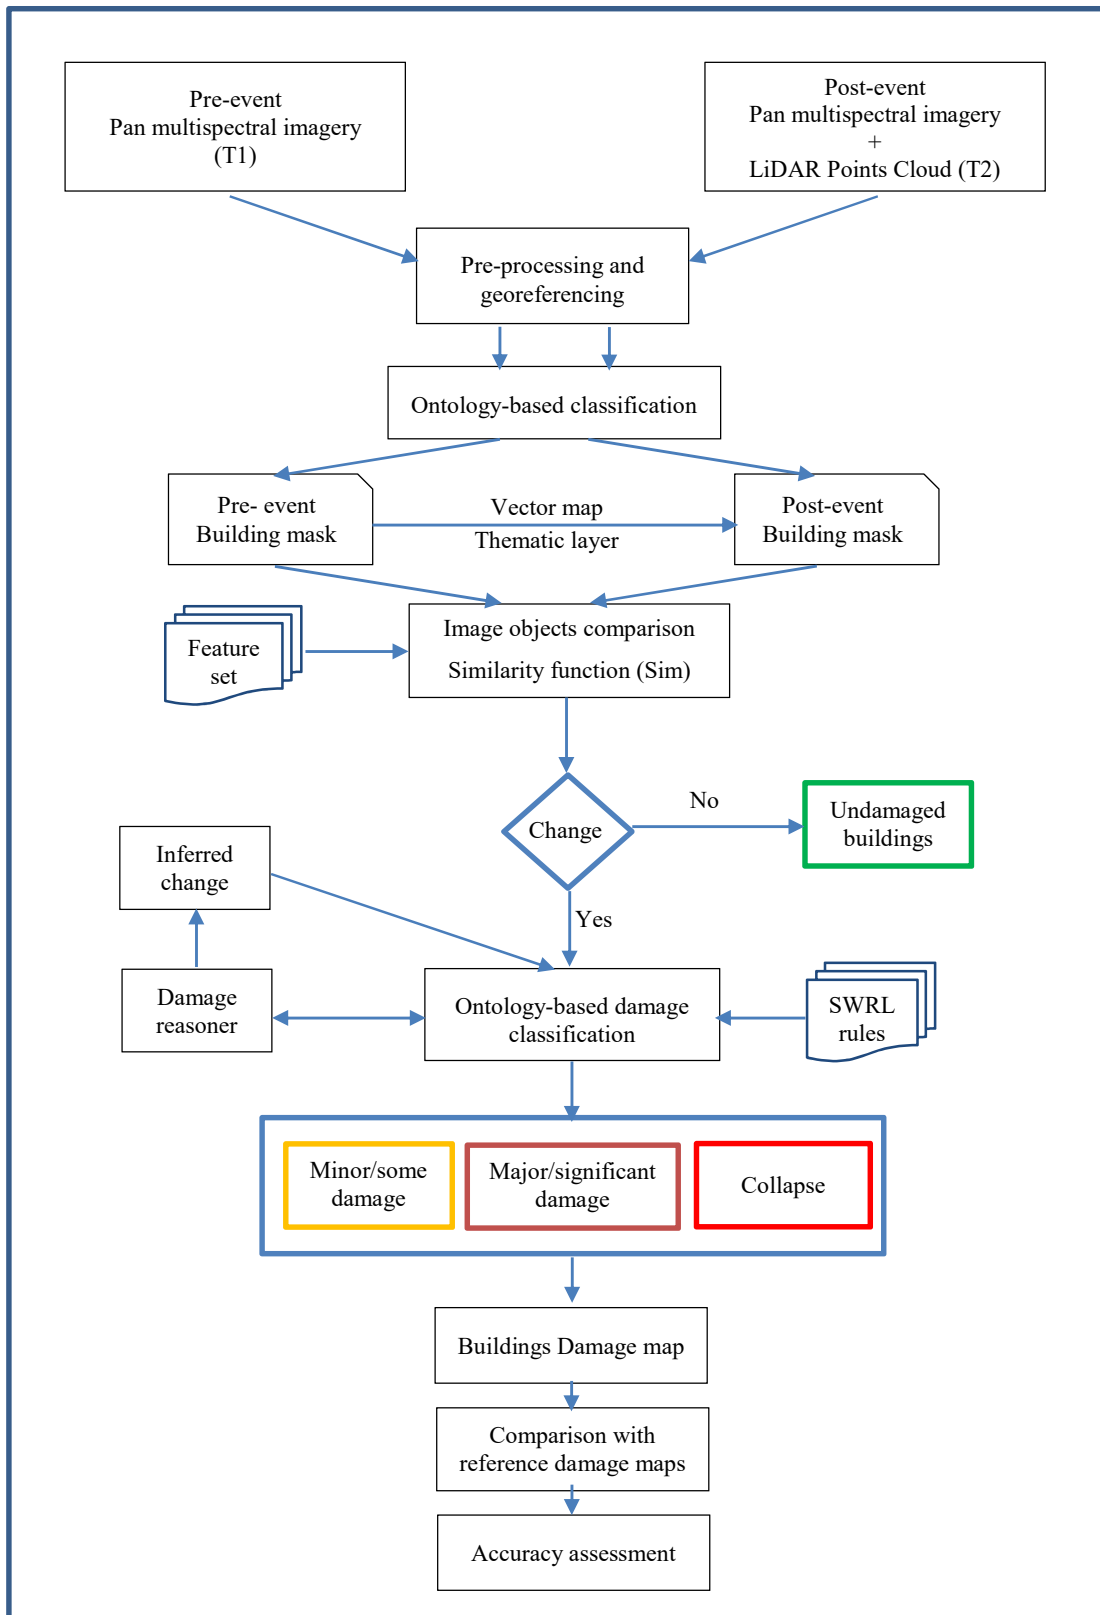 Pre-event
Pan multispectral imagery
(T1)
Post-event
Pan multispectral imagery
+
LiDAR Points Cloud (T2)
Pre-processing and
georeferencing
Ontology-based classification
Pre- event
Building mask
Vector map
Thematic layer
Post-event
Building mask
Feature
set
Image objects comparison
Similarity function (Sim)
Change
No
Undamaged
buildings
Yes
Inferred
change
Damage
reasoner
Ontology-based damage
classification
SWRL
rules
Minor/some
damage
Major/significant
damage
Collapse
Buildings Damage map
Comparison with
reference damage maps
Accuracy assessment